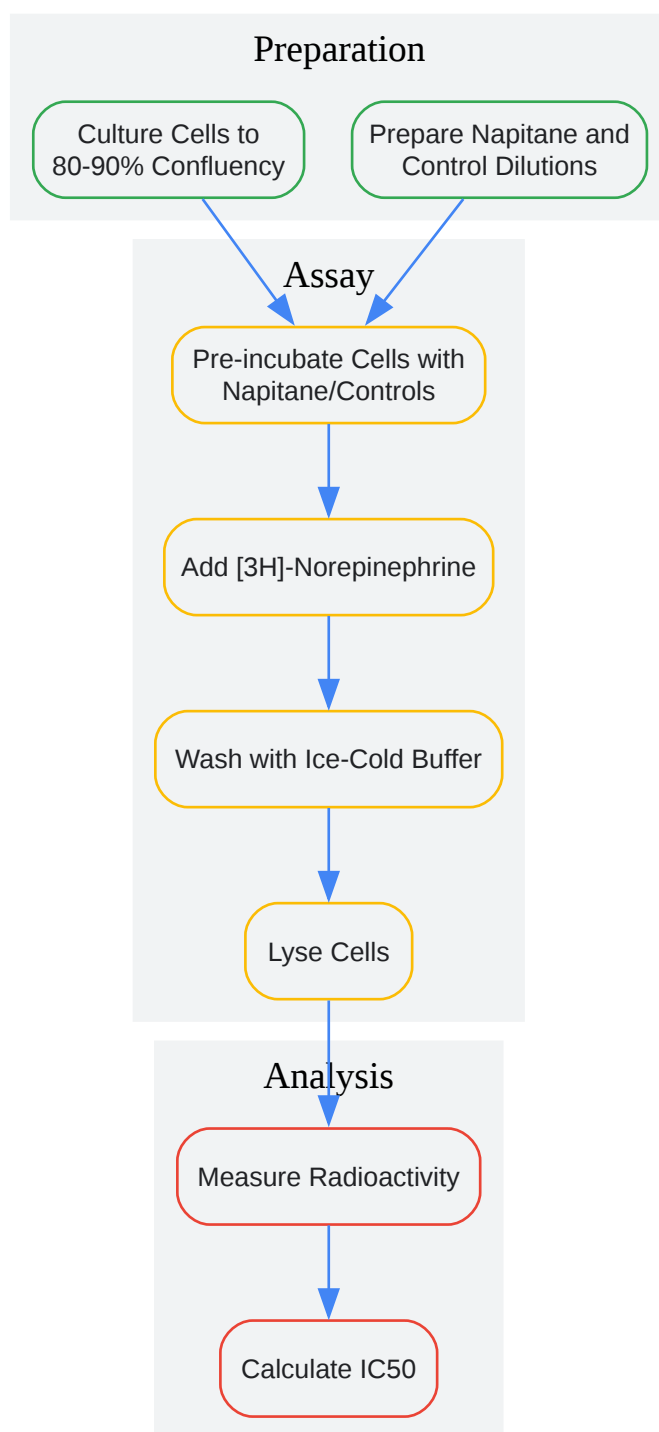 Preparation
Culture Cells to
80-90% Confluency
Prepare Napitane and
Control Dilutions
Assay
Pre-incubate Cells with
Napitane/Controls
Add [3H]-Norepinephrine
Wash with Ice-Cold Buffer
Lyse Cells
Analysis
Measure Radioactivity
Calculate IC50